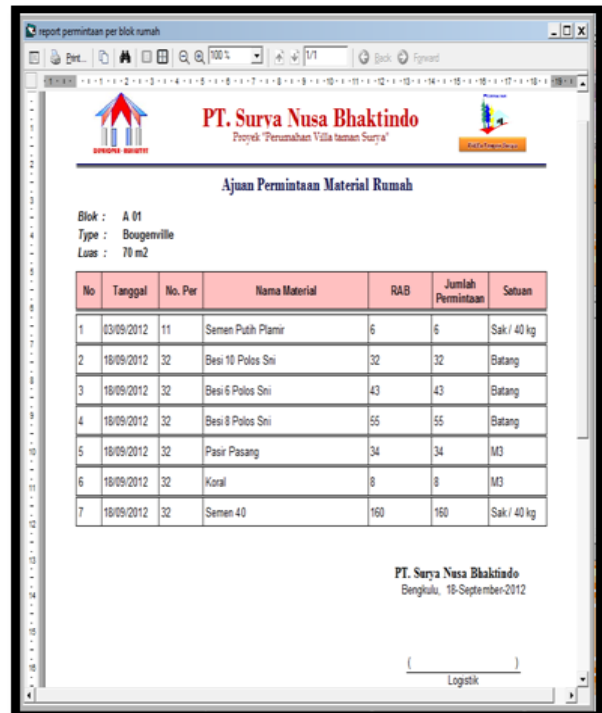 report permintaan per blok rumah
Print... 100 % 1/1 Back Forward
PT. Surya Nusa Bhaktindo
Proyek "Perumahan Villa taman Surya"
Ajuan Permintaan Material Rumah
Blok : A 01
Type : Bougenville
Luas : 70 m2
No Tanggal No. Per Nama Material RAB Jumlah Permintaan Satuan
1 03/09/2012 11 Semen Putih Plamir 6 6 Sak / 40 kg
2 18/09/2012 32 Besi 10 Polos Sni 32 32 Batang
3 18/09/2012 32 Besi 6 Polos Sni 43 43 Batang
4 18/09/2012 32 Besi 8 Polos Sni 55 55 Batang
5 18/09/2012 32 Pasir Pasang 34 34 M3
6 18/09/2012 32 Koral 8 8 M3
7 18/09/2012 32 Semen 40 160 160 Sak / 40 kg
PT. Surya Nusa Bhaktindo
Bengkulu, 18-September-2012
( )
Logistik